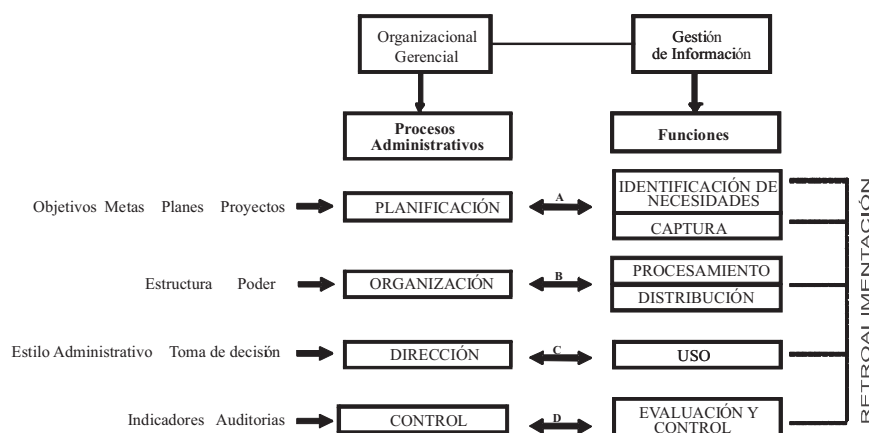 Organizacional
Gerencial
Gestión
de Información
Procesos
Administrativos
Funciones
Objetivos Metas Planes Proyectos
PLANIFICACIÓN
A
IDENTIFICACIÓN DE
NECESIDADES
CAPTURA
Estructura Poder
ORGANIZACIÓN
B
PROCESAMIENTO
DISTRIBUCIÓN
Estilo Administrativo Toma de decisión
DIRECCIÓN
C
USO
Indicadores Auditorias
CONTROL
D
EVALUACIÓN Y
CONTROL
RETROALIMENTACIÓN